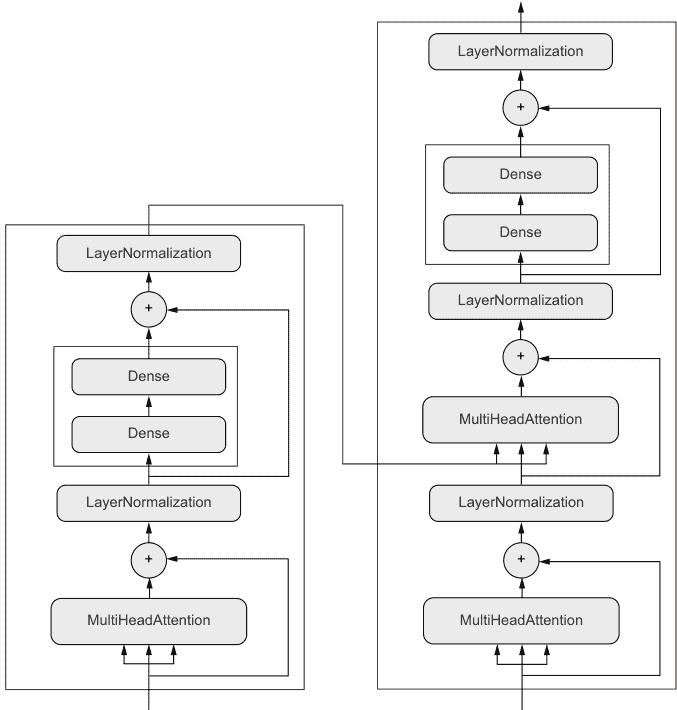 LayerNormalization
+
Dense
Dense
LayerNormalization
+
MultiHeadAttention
LayerNormalization
+
Dense
Dense
LayerNormalization
+
MultiHeadAttention
LayerNormalization
+
MultiHeadAttention